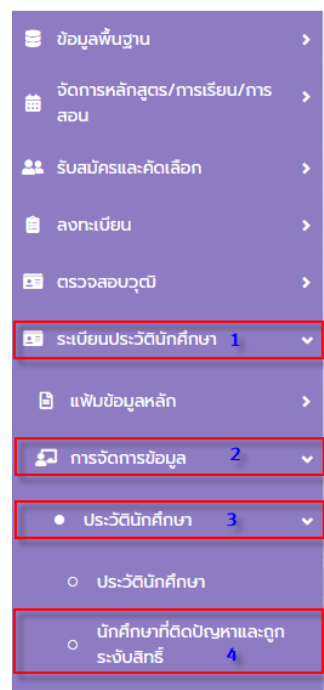 ข้อมูลพื้นฐาน
จัดการหลักสูตร/การเรียน/การ
สอน
รับสมัครและคัดเลือก
ลงทะเบียน
ตรวจสอบวุฒิ
ระเบียนประวัตินักศึกษา 1
แฟ้มข้อมูลหลัก
การจัดการข้อมูล 2
ประวัตินักศึกษา 3
ประวัตินักศึกษา
นักศึกษาที่ติดปัญหาและถูก
ระงับสิทธิ์ 4